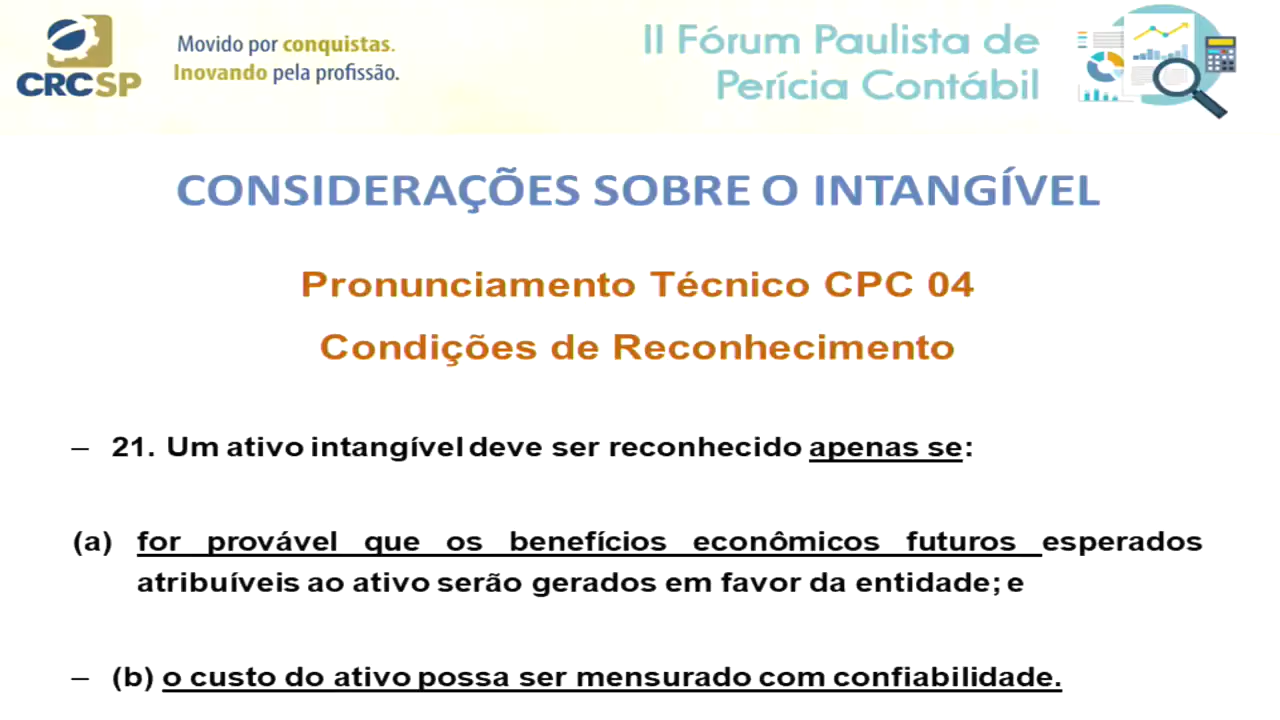 CRCSP
Movido por conquistas.
Inovando pela profissão.
II Fórum Paulista de
Perícia Contábil
CONSIDERAÇÕES SOBRE O INTANGÍVEL
Pronunciamento Técnico CPC 04
Condições de Reconhecimento
– 21. Um ativo intangível deve ser reconhecido apenas se:
(a) for provável que os benefícios econômicos futuros esperados
atribuíveis ao ativo serão gerados em favor da entidade; e
– (b) o custo do ativo possa ser mensurado com confiabilidade.